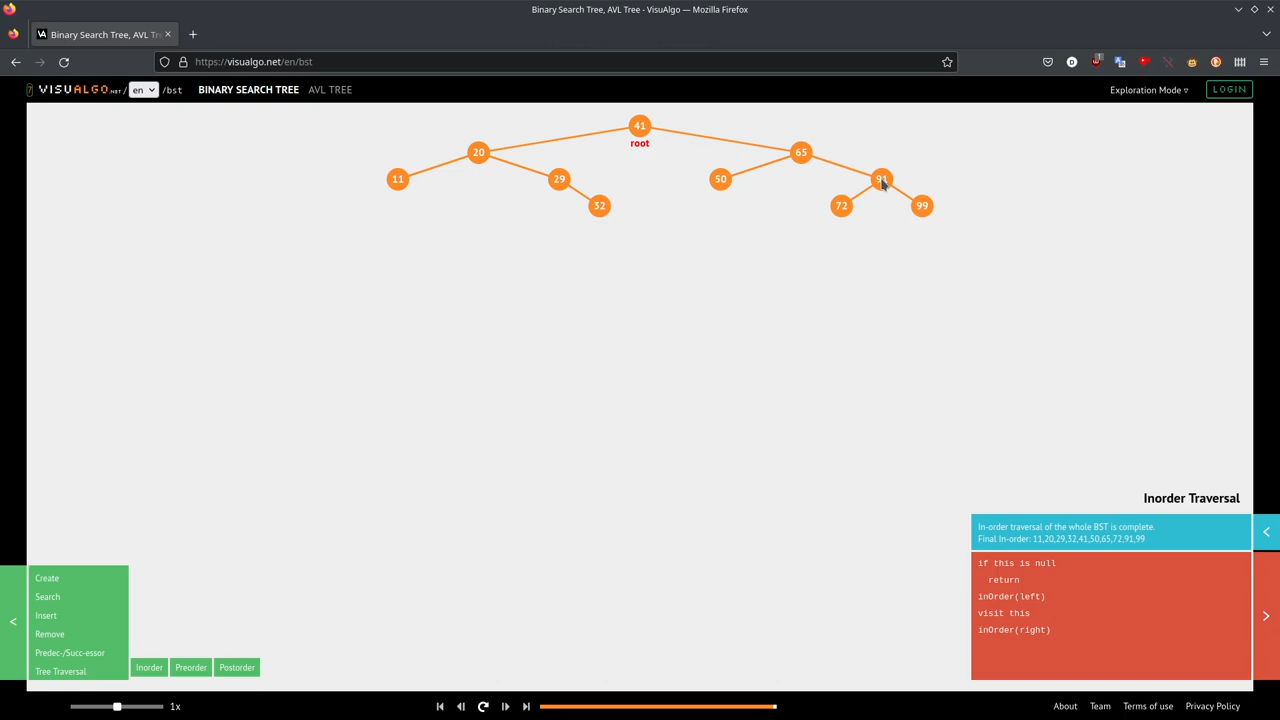 Binary Search Tree, AVL Tree - VisuAlgo — Mozilla Firefox
Binary Search Tree, AVL Tre
https://visualgo.net/en/bst
1
7 VISUALGO.NET / en /bst BINARY SEARCH TREE AVL TREE Exploration Mode ▿ LOGIN
41
root
20 65
11 29 50 91
32 72 99
Inorder Traversal
In-order traversal of the whole BST is complete.
Final In-order: 11,20,29,32,41,50,65,72,91,99
if this is null
return
inOrder(left)
visit this
inOrder(right)
Create
Search
Insert
Remove
Predec-/Succ-essor
Tree Traversal
Inorder Preorder Postorder
1x
About Team Terms of use Privacy Policy